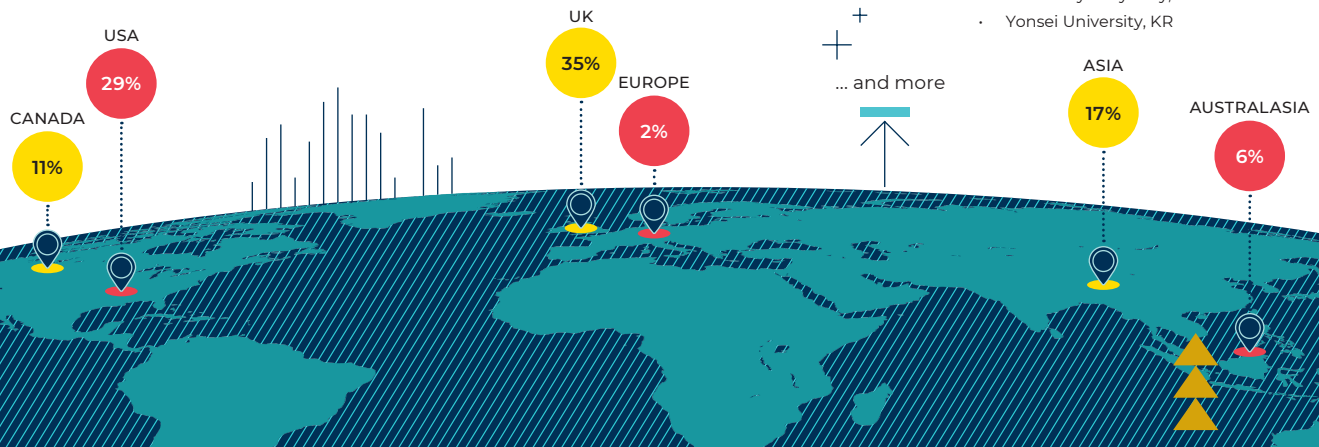 • Yonsei University, KR
... and more
CANADA
11%
USA
29%
UK
35%
EUROPE
2%
ASIA
17%
AUSTRALASIA
6%